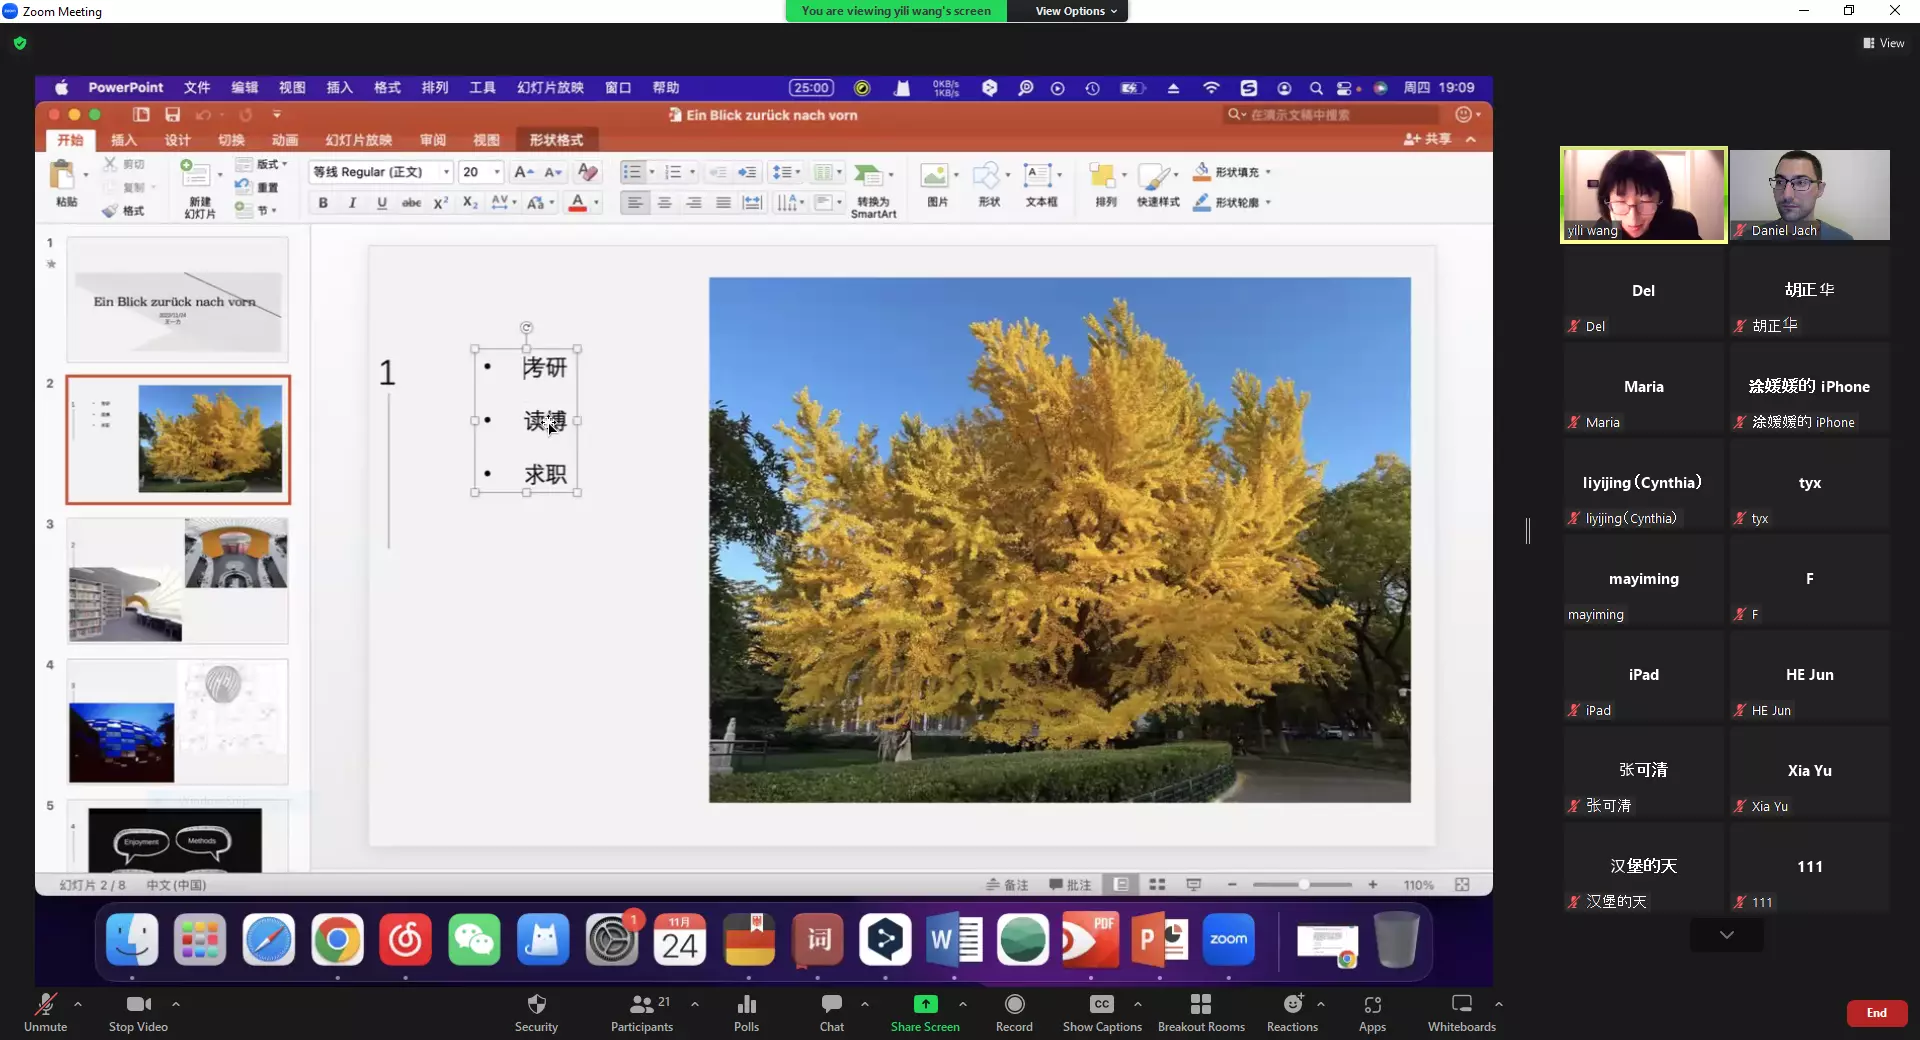 Zoom Meeting
You are viewing yili wang's screen
View Options
View
PowerPoint 文件 编辑 视图 插入 格式 排列 工具 幻灯片放映 窗口 帮助
25:00
0KB/s
1KB/s
周四 19:09
Ein Blick zurück nach vorn
在演示文稿中搜索
开始 插入 设计 切换 动画 幻灯片放映 审阅 视图 形状格式
共享
粘贴
剪切
复制
格式
新建
幻灯片
版式
重置
节
等线 Regular (正文) 20
转换为
SmartArt
图片
形状
文本框
排列
快速样式
形状填充
形状轮廓
1
Ein Blick zurück nach vorn
2
3
4
5
Enjoyment
Methods
1
• 考研
• 读博
• 求职
幻灯片 2 / 8 中文 (中国)
备注
批注
110%
1
11月
24
词
W
PDF
P
zoom
yili wang
Daniel Jach
Del
Del
胡正华
胡正华
Maria
Maria
涂媛媛的 iPhone
涂媛媛的 iPhone
liyijing（Cynthia）
liyijing（Cynthia）
tyx
tyx
mayiming
mayiming
F
F
iPad
iPad
HE Jun
HE Jun
张可清
张可清
Xia Yu
Xia Yu
汉堡的天
汉堡的天
111
111
Unmute
Stop Video
Security
Participants
21
Polls
Chat
Share Screen
Record
CC
Show Captions
Breakout Rooms
Reactions
Apps
Whiteboards
End